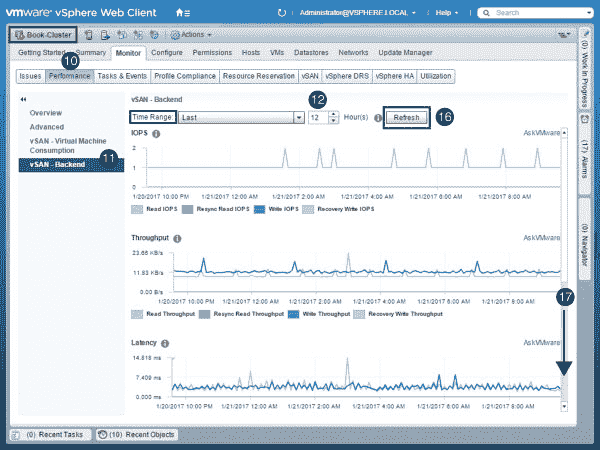 vmware® vSphere Web Client
Administrator@VSPHERE.LOCAL
Help
Search
Book-Cluster
Actions
Getting Started
Summary
Monitor
Configure
Permissions
Hosts
VMs
Datastores
Networks
Update Manager
10
Issues
Performance
Tasks & Events
Profile Compliance
Resource Reservation
vSAN
vSphere DRS
vSphere HA
Utilization
Overview
Advanced
vSAN - Virtual Machine
Consumption
vSAN - Backend
11
vSAN - Backend
12
Time Range:
Last
12
Hour(s)
Refresh
16
IOPS
AskVMware
2
1
0
1/20/2017 10:00 PM
1/21/2017 12:00 AM
1/21/2017 2:00 AM
1/21/2017 4:00 AM
1/21/2017 6:00 AM
1/21/2017 8:00 AM
Read IOPS
Resync Read IOPS
Write IOPS
Recovery Write IOPS
Throughput
AskVMware
23.66 KB/s
11.83 KB/s
0.00 B/s
1/20/2017 10:00 PM
1/21/2017 12:00 AM
1/21/2017 2:00 AM
1/21/2017 4:00 AM
1/21/2017 6:00 AM
1/21/2017 8:00 AM
Read Throughput
Resync Read Throughput
Write Throughput
Recovery Write Throughput
17
Latency
AskVMware
14.818 ms
7.409 ms
0.000 ms
1/20/2017 10:00 PM
1/21/2017 12:00 AM
1/21/2017 2:00 AM
1/21/2017 4:00 AM
1/21/2017 6:00 AM
1/21/2017 8:00 AM
(0) Work in Progress
(17) Alarms
(0) Navigator
(0) Recent Tasks
(10) Recent Objects